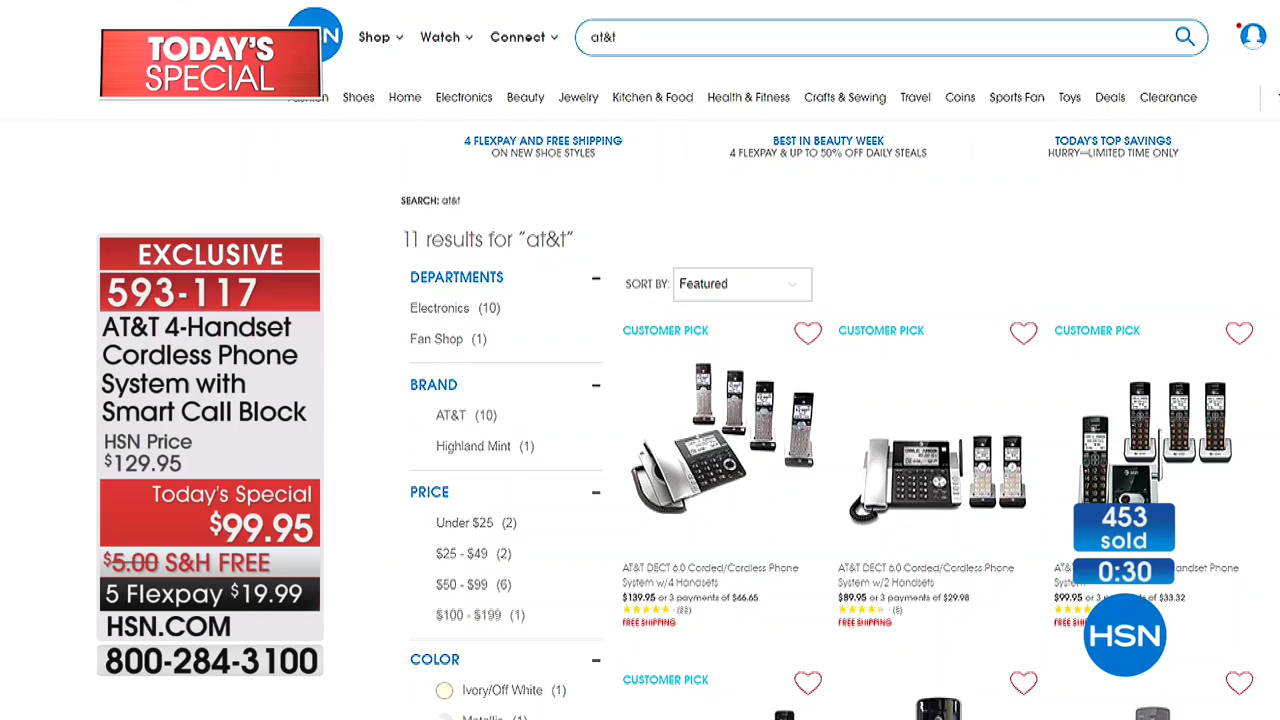 TODAY'S
SPECIAL
Shop
Watch
Connect
at&t
Shoes
Home
Electronics
Beauty
Jewelry
Kitchen & Food
Health & Fitness
Crafts & Sewing
Travel
Coins
Sports Fan
Toys
Deals
Clearance
4 FLEXPAY AND FREE SHIPPING
ON NEW SHOE STYLES
BEST IN BEAUTY WEEK
4 FLEXPAY & UP TO 50% OFF DAILY STEALS
TODAY'S TOP SAVINGS
HURRY—LIMITED TIME ONLY
SEARCH: at&t
11 results for "at&t"
EXCLUSIVE
593-117
AT&T 4-Handset
Cordless Phone
System with
Smart Call Block
HSN Price
$129.95
Today's Special
$99.95
$5.00 S&H FREE
5 Flexpay $19.99
HSN.COM
800-284-3100
DEPARTMENTS
Electronics (10)
Fan Shop (1)
BRAND
AT&T (10)
Highland Mint (1)
PRICE
Under $25 (2)
$25 - $49 (2)
$50 - $99 (6)
$100 - $199 (1)
COLOR
Ivory/Off White (1)
SORT BY: Featured
CUSTOMER PICK
AT&T DECT 6.0 Corded/Cordless Phone
System w/4 Handsets
$139.95 or 3 payments of $46.65
FREE SHIPPING
CUSTOMER PICK
AT&T DECT 6.0 Corded/Cordless Phone
System w/2 Handsets
$89.95 or 3 payments of $29.98
FREE SHIPPING
CUSTOMER PICK
Phone
$99.95 or 3
$33.32
FREE
453
sold
0:30
HSN
CUSTOMER PICK